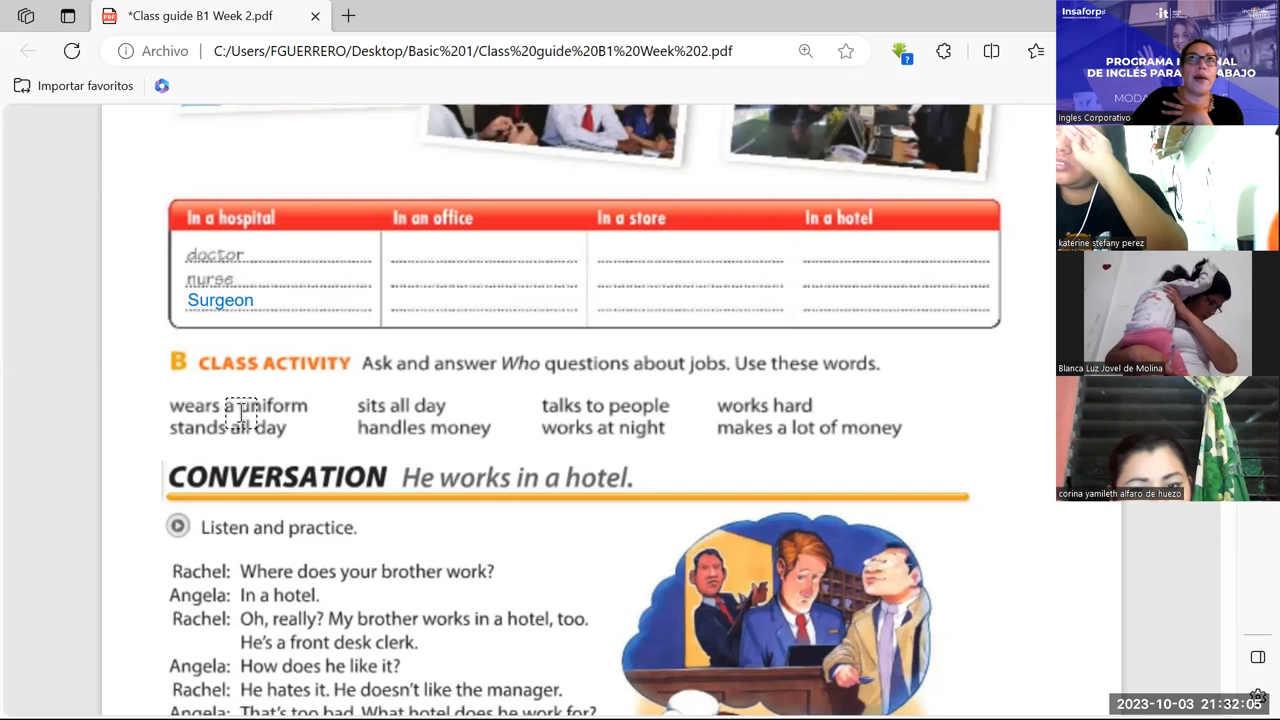 *Class guide B1 Week 2.pdf
Archivo C:/Users/FGUERRERO/Desktop/Basic%201/Class%20guide%20B1%20Week%202.pdf
Importar favoritos
Insaforp
PROGRAMA
DE INGLÉS PARA TRABAJO
Ingles Corporativo
katerine stefany perez
Blanca Luz Jovel de Molina
corina yamileth alfaro de huezo
In a hospital In an office In a store In a hotel
doctor
nurse
Surgeon
B CLASS ACTIVITY Ask and answer Who questions about jobs. Use these words.
wears a uniform sits all day talks to people works hard
stands all day handles money works at night makes a lot of money
CONVERSATION He works in a hotel.
Listen and practice.
Rachel: Where does your brother work?
Angela: In a hotel.
Rachel: Oh, really? My brother works in a hotel, too.
He's a front desk clerk.
Angela: How does he like it?
Rachel: He hates it. He doesn't like the manager.
Angela: That's too bad. What hotel does he work for?
2023-10-03 21:32:05